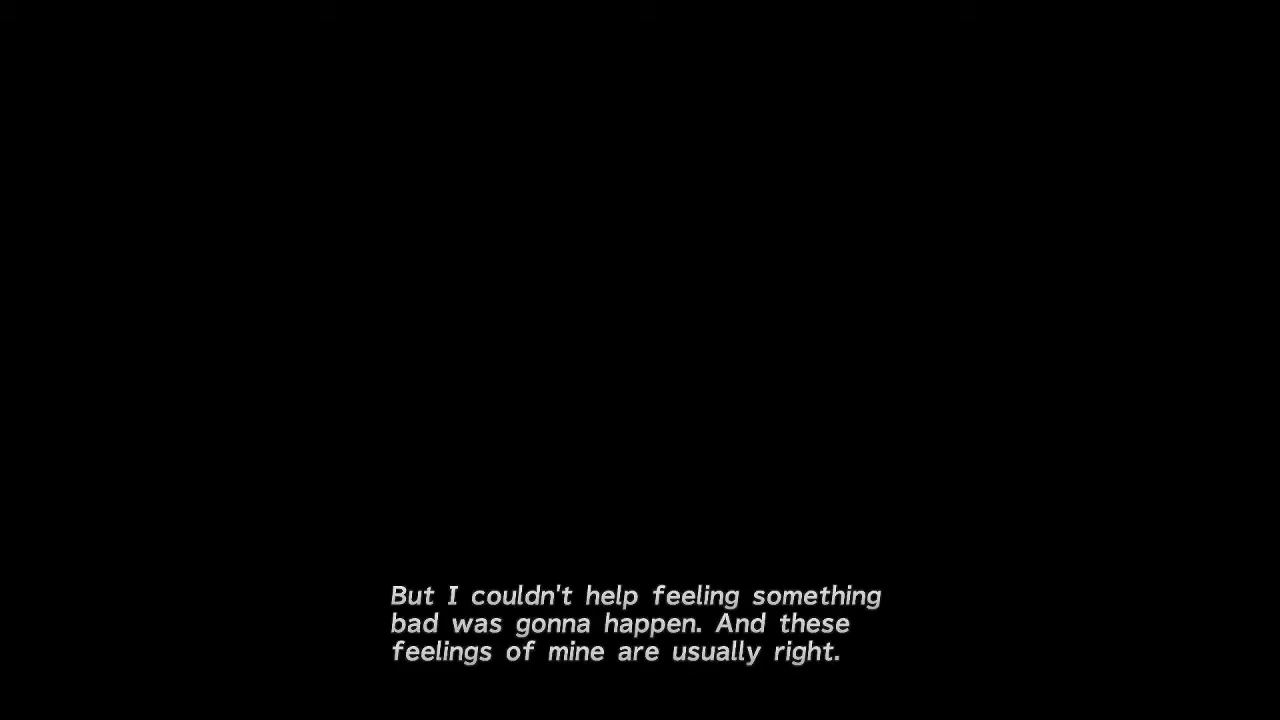 But I couldn't help feeling something
bad was gonna happen. And these
feelings of mine are usually right.